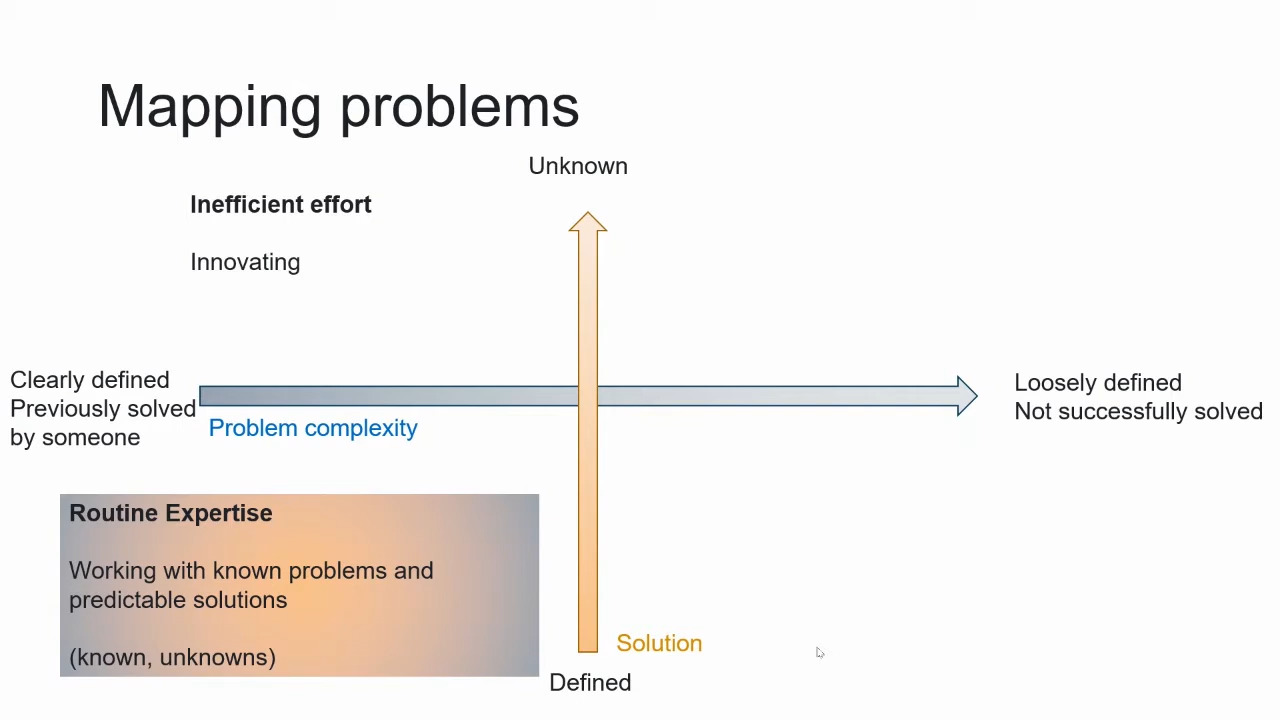 Mapping problems
Unknown
Inefficient effort
Innovating
Clearly defined
Previously solved
by someone
Problem complexity
Loosely defined
Not successfully solved
Routine Expertise
Working with known problems and
predictable solutions
(known, unknowns)
Solution
Defined